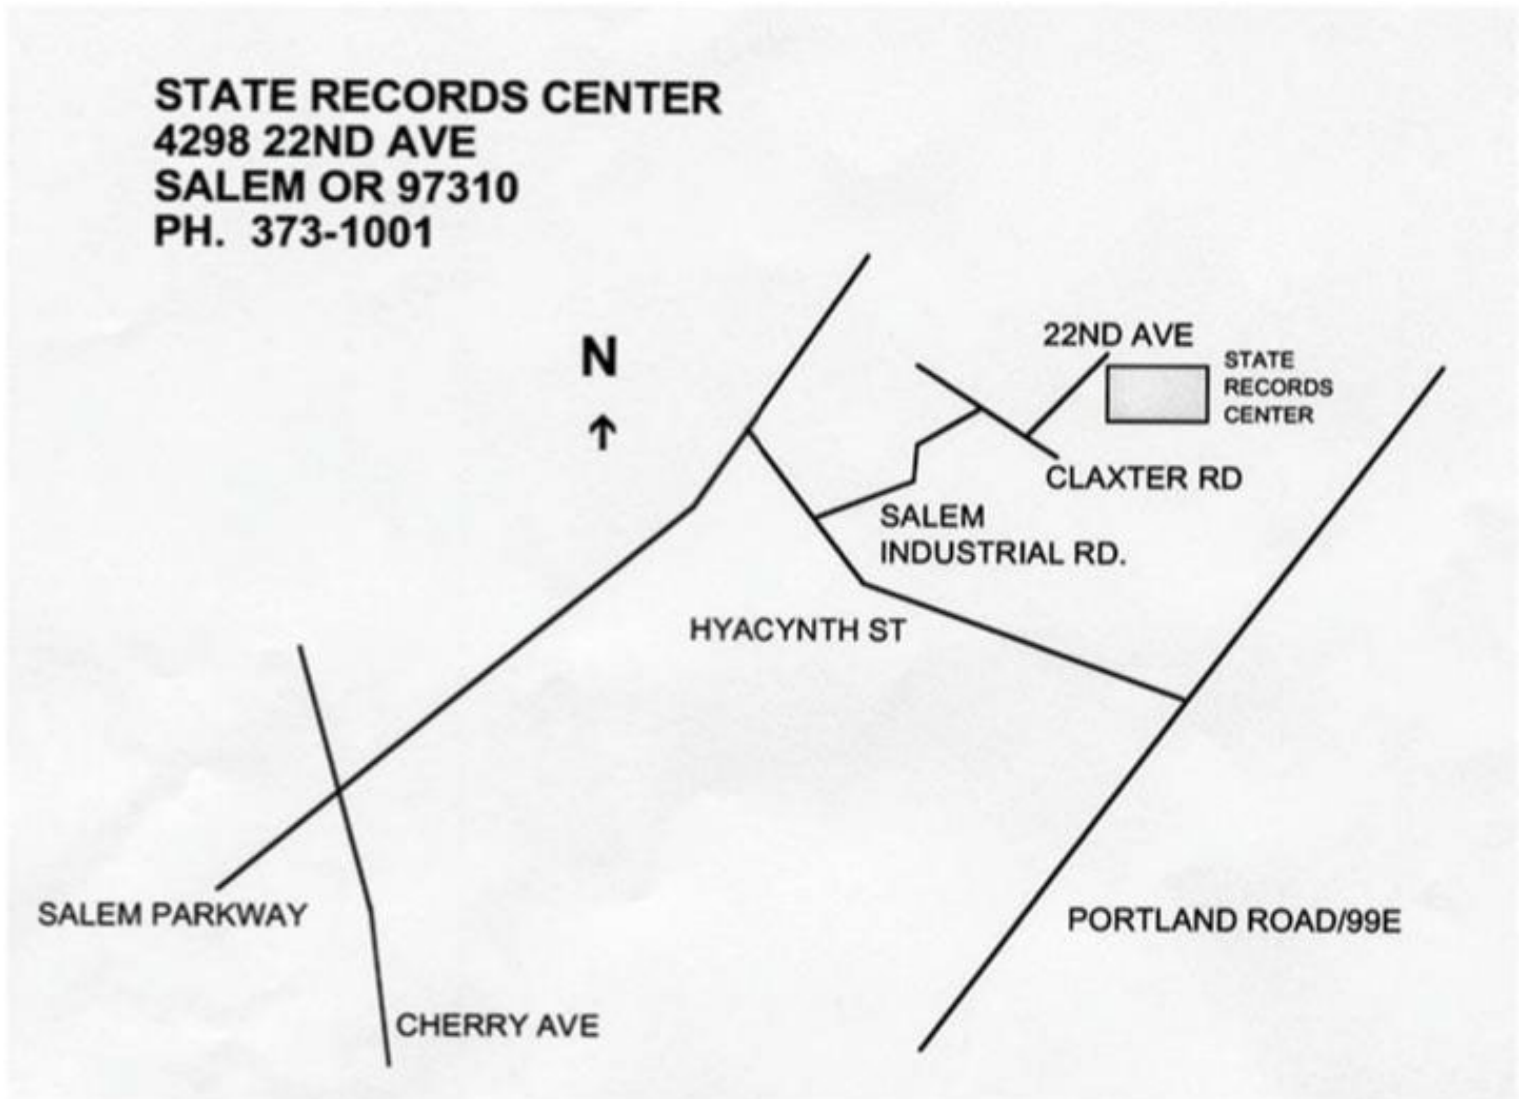 STATE RECORDS CENTER
4298 22ND AVE
SALEM OR 97310
PH. 373-1001
N
22ND AVE
STATE
RECORDS
CENTER
CLAXTER RD
SALEM
INDUSTRIAL RD.
HYACYNTH ST
SALEM PARKWAY
PORTLAND ROAD/99E
CHERRY AVE